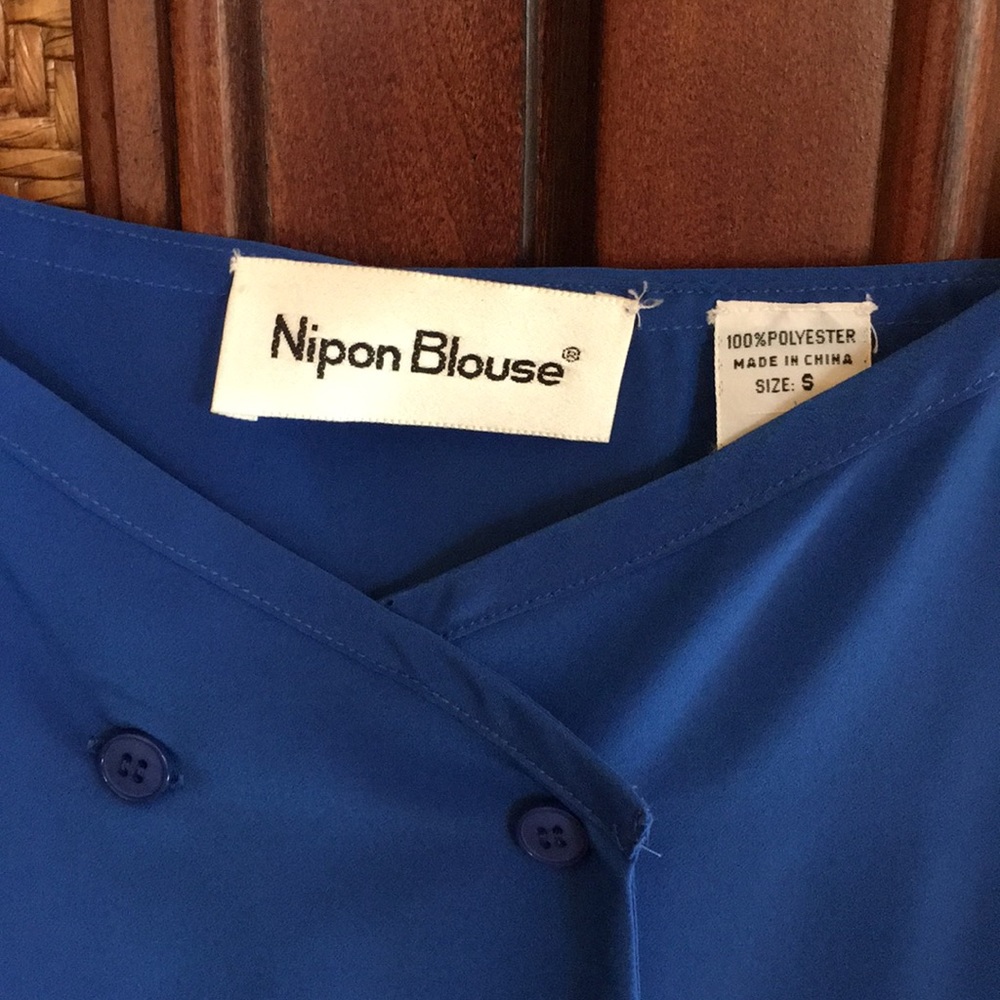 Nipon Blouse®
100%POLYESTER
MADE IN CHINA
SIZE: S